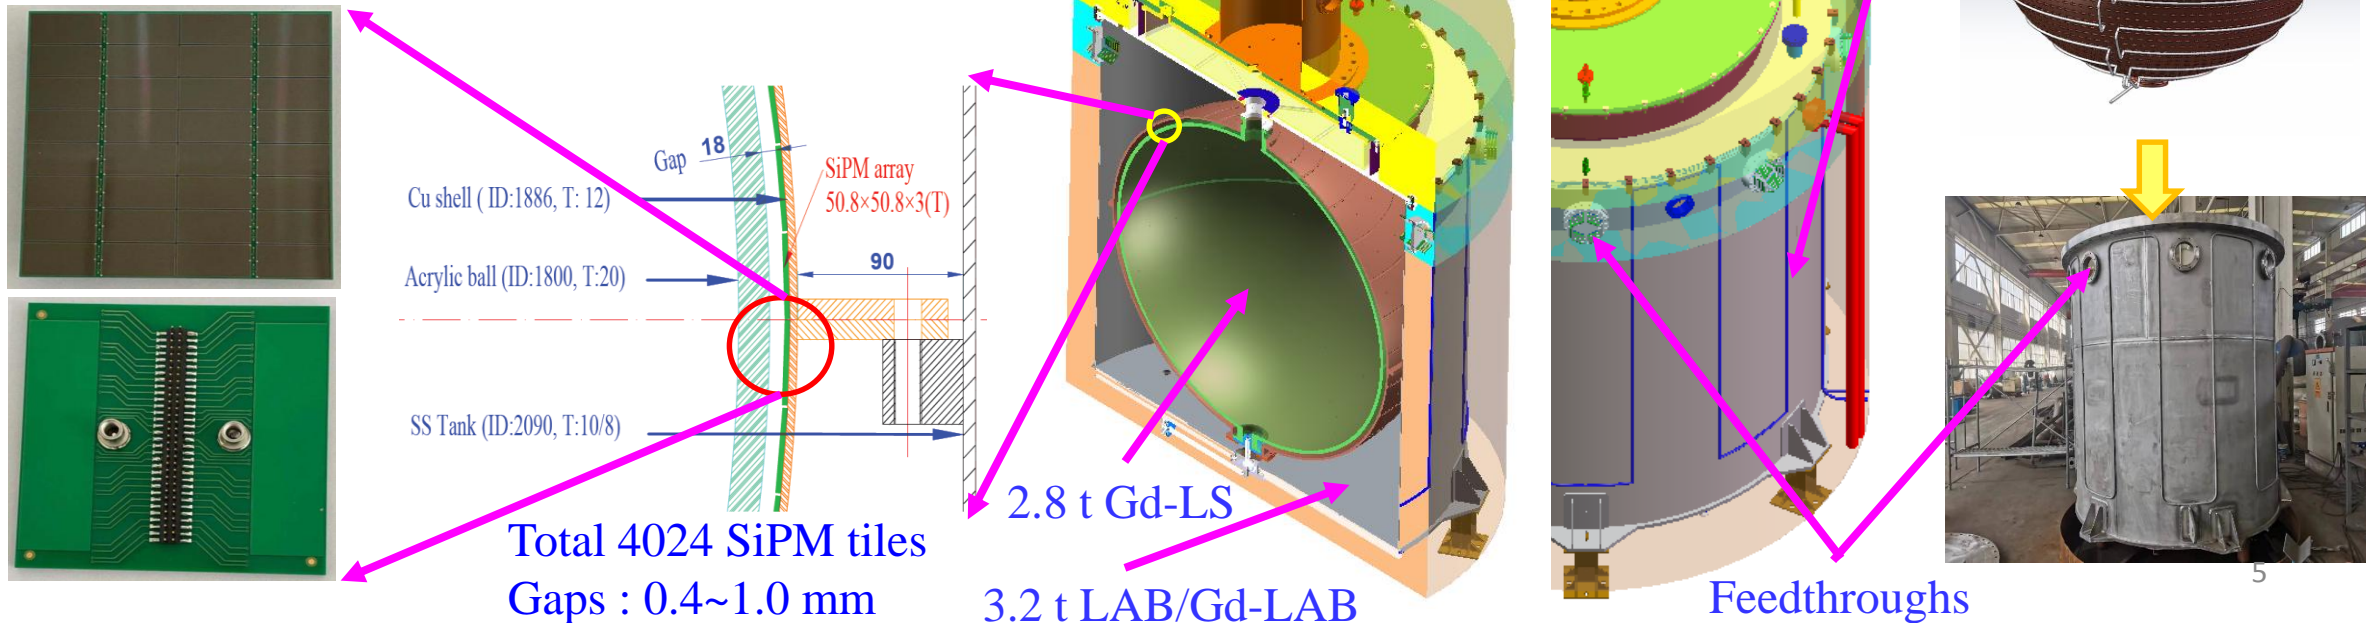 Gap 18
SiPM array
50.8×50.8×3(T)
Cu shell ( ID:1886, T: 12)
90
Acrylic ball (ID:1800, T:20)
SS Tank (ID:2090, T:10/8)
Total 4024 SiPM tiles
Gaps : 0.4~1.0 mm
2.8 t Gd-LS
3.2 t LAB/Gd-LAB
Feedthroughs
5